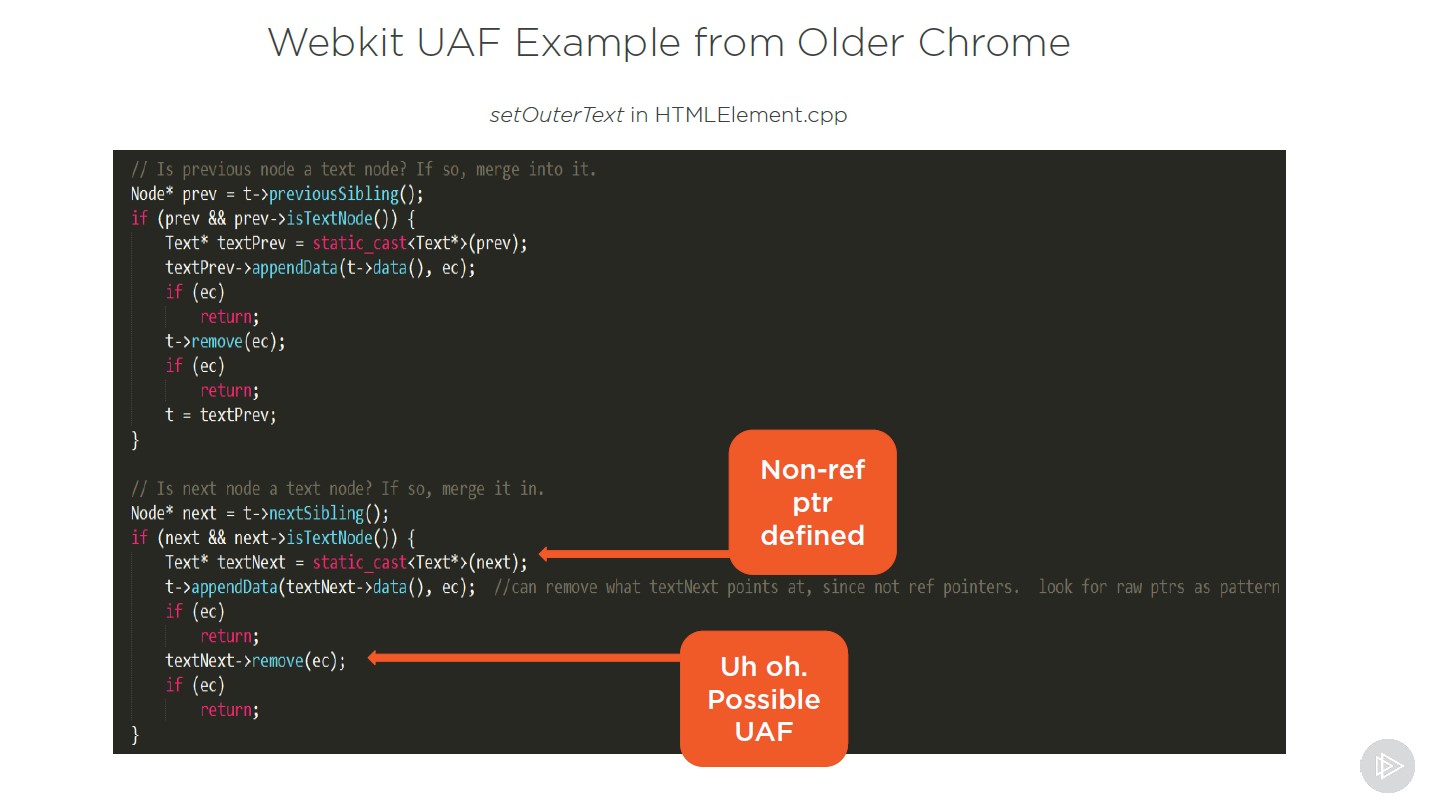 Webkit UAF Example from Older Chrome
setOuterText in HTMLElement.cpp
// Is previous node a text node? If so, merge into it.
Node* prev = t->previousSibling();
if (prev && prev->isTextNode()) {
Text* textPrev = static_cast<Text*>(prev);
textPrev->appendData(t->data(), ec);
if (ec)
return;
t->remove(ec);
if (ec)
return;
t = textPrev;
}
// Is next node a text node? If so, merge it in.
Node* next = t->nextSibling();
if (next && next->isTextNode()) {
Text* textNext = static_cast<Text*>(next);
t->appendData(textNext->data(), ec);  //can remove what textNext points at, since not ref pointers.  look for raw ptrs as pattern
if (ec)
return;
textNext->remove(ec);
if (ec)
return;
}
Non-ref
ptr
defined
Uh oh.
Possible
UAF